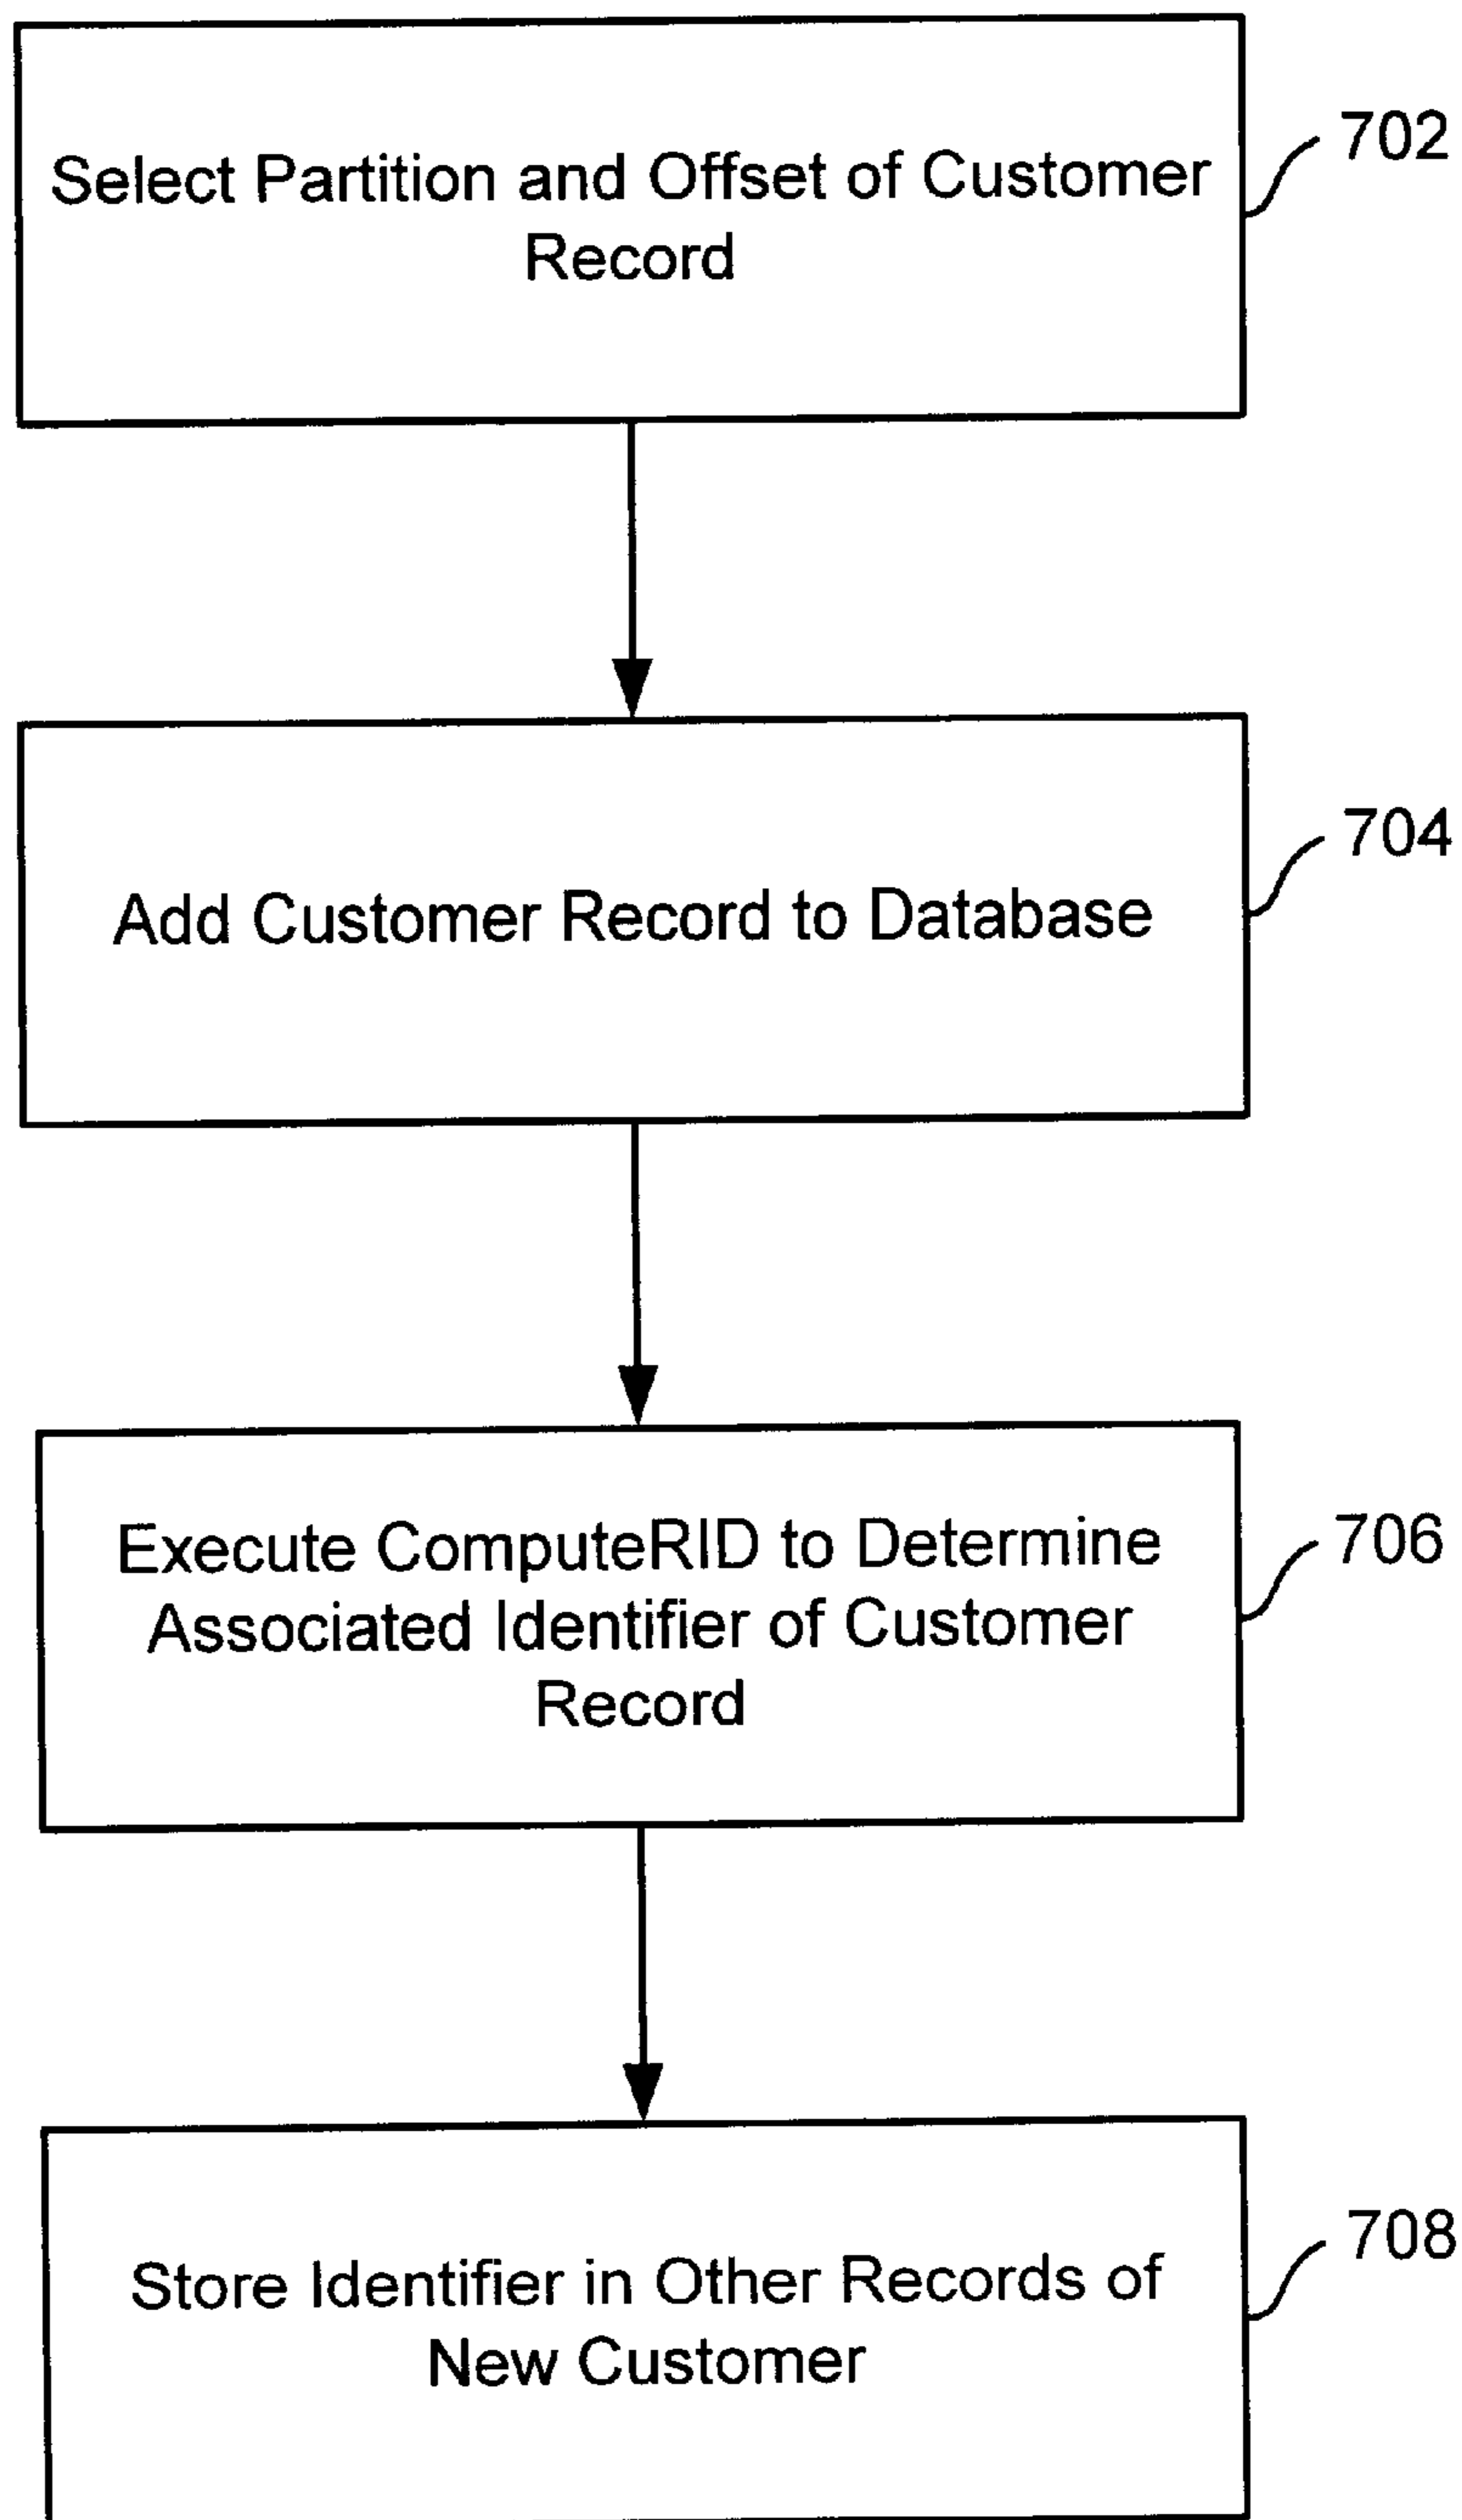 Select Partition and Offset of Customer
Record
702
Add Customer Record to Database
704
Execute ComputeRID to Determine
Associated Identifier of Customer
Record
706
Store Identifier in Other Records of
New Customer
708